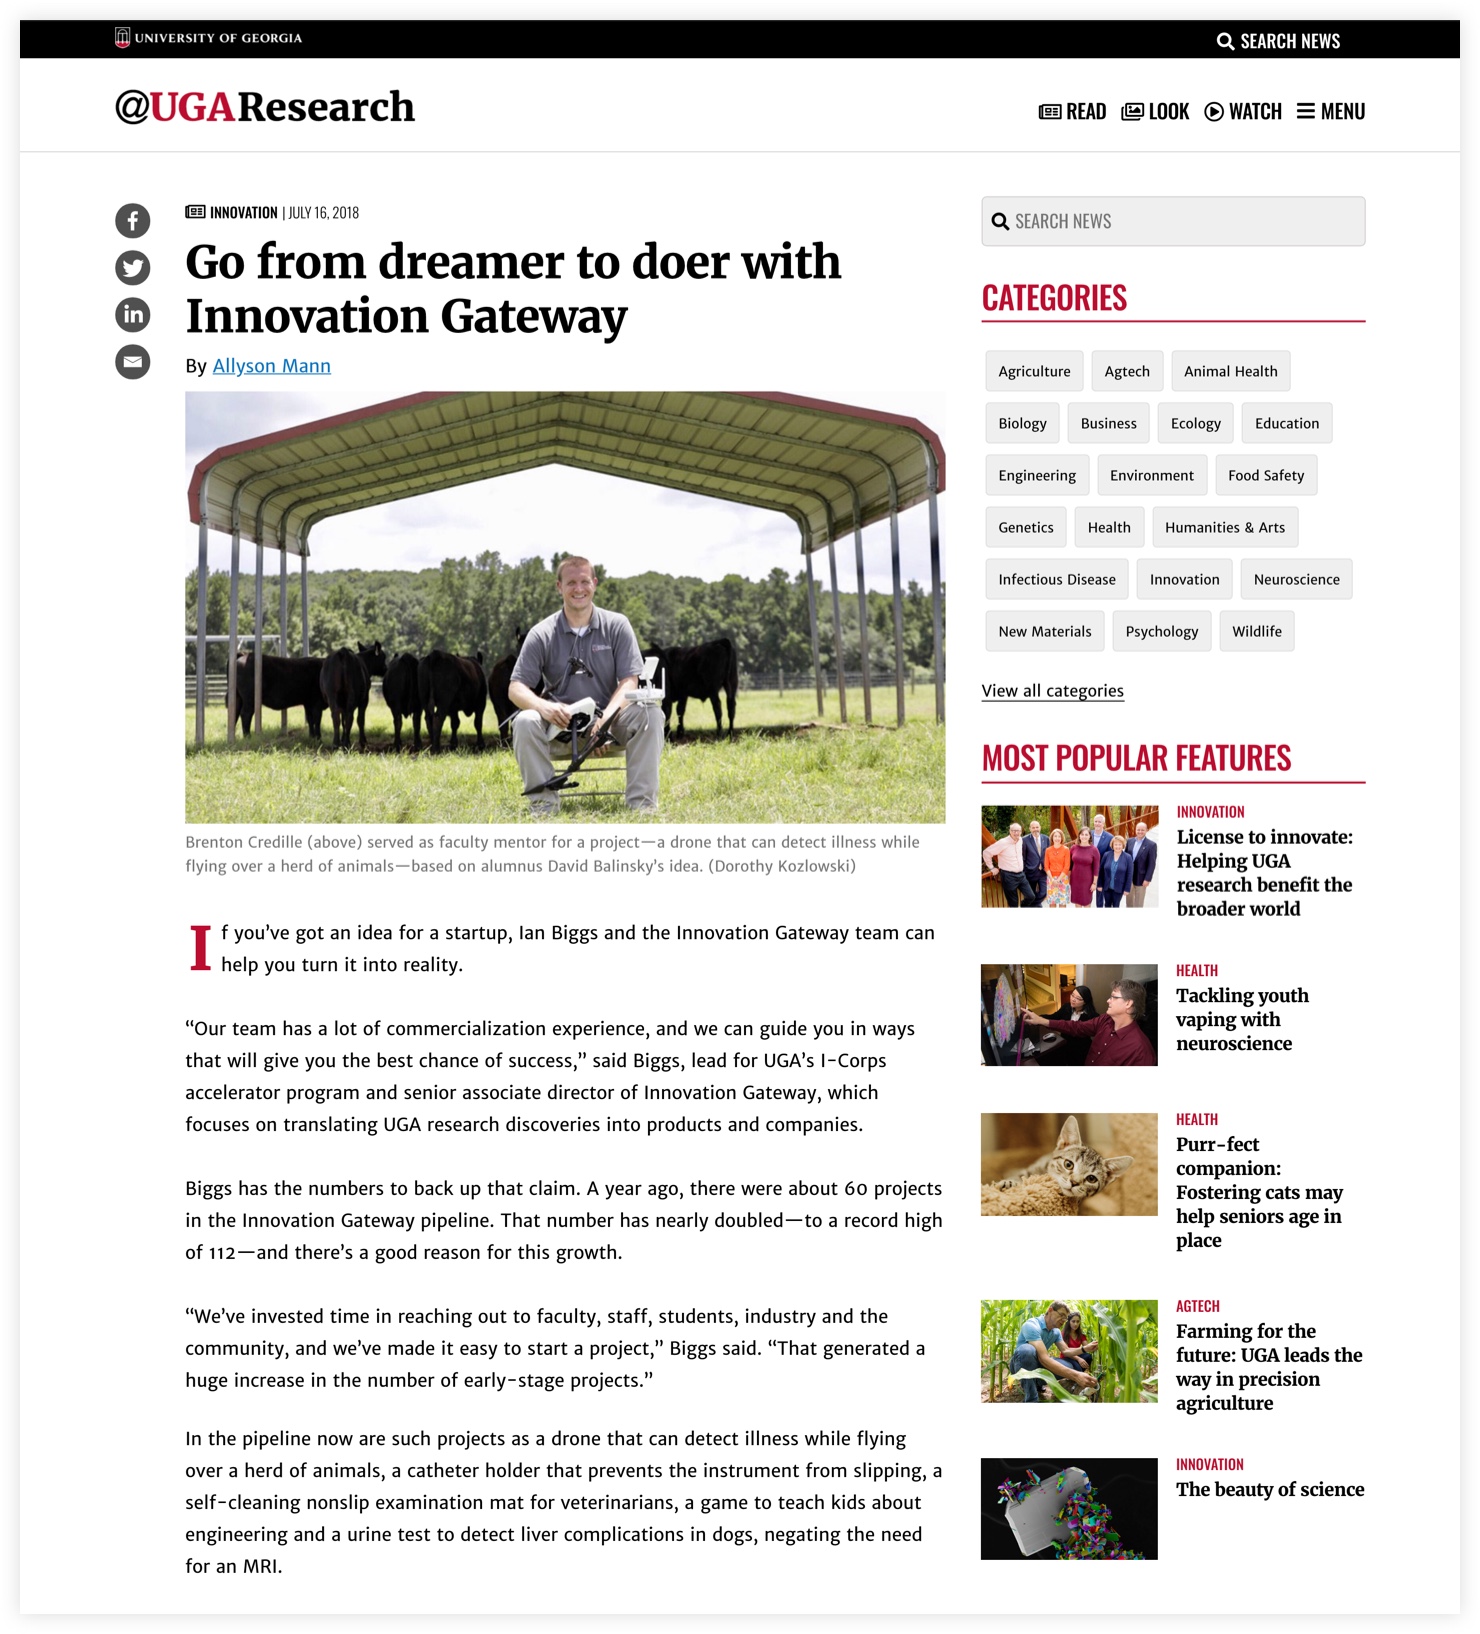 UNIVERSITY OF GEORGIA
SEARCH NEWS
@UGAResearch
READ LOOK WATCH MENU
INNOVATION | JULY 16, 2018
Go from dreamer to doer with
Innovation Gateway
By Allyson Mann
Brenton Credille (above) served as faculty mentor for a project—a drone that can detect illness while
flying over a herd of animals—based on alumnus David Balinsky’s idea. (Dorothy Kozlowski)
If you’ve got an idea for a startup, Ian Biggs and the Innovation Gateway team can
help you turn it into reality.
“Our team has a lot of commercialization experience, and we can guide you in ways
that will give you the best chance of success,” said Biggs, lead for UGA’s I-Corps
accelerator program and senior associate director of Innovation Gateway, which
focuses on translating UGA research discoveries into products and companies.
Biggs has the numbers to back up that claim. A year ago, there were about 60 projects
in the Innovation Gateway pipeline. That number has nearly doubled—to a record high
of 112—and there’s a good reason for this growth.
“We’ve invested time in reaching out to faculty, staff, students, industry and the
community, and we’ve made it easy to start a project,” Biggs said. “That generated a
huge increase in the number of early-stage projects.”
In the pipeline now are such projects as a drone that can detect illness while flying
over a herd of animals, a catheter holder that prevents the instrument from slipping, a
self-cleaning nonslip examination mat for veterinarians, a game to teach kids about
engineering and a urine test to detect liver complications in dogs, negating the need
for an MRI.
SEARCH NEWS
CATEGORIES
Agriculture Agtech Animal Health
Biology Business Ecology Education
Engineering Environment Food Safety
Genetics Health Humanities & Arts
Infectious Disease Innovation Neuroscience
New Materials Psychology Wildlife
View all categories
MOST POPULAR FEATURES
INNOVATION
License to innovate:
Helping UGA
research benefit the
broader world
HEALTH
Tackling youth
vaping with
neuroscience
HEALTH
Purr-fect
companion:
Fostering cats may
help seniors age in
place
AGTECH
Farming for the
future: UGA leads the
way in precision
agriculture
INNOVATION
The beauty of science